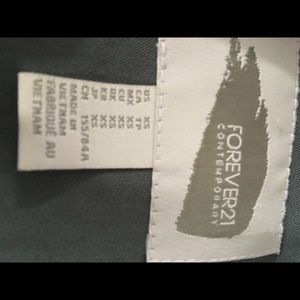 FOREVER21
CONTEMPORARY
US XS
CA TP
MX XS
UK XS
EU XS
KR XS
JP XS
CN 155/84A
MADE IN
VIETNAM
FABRIQUÉ AU
VIETNAM